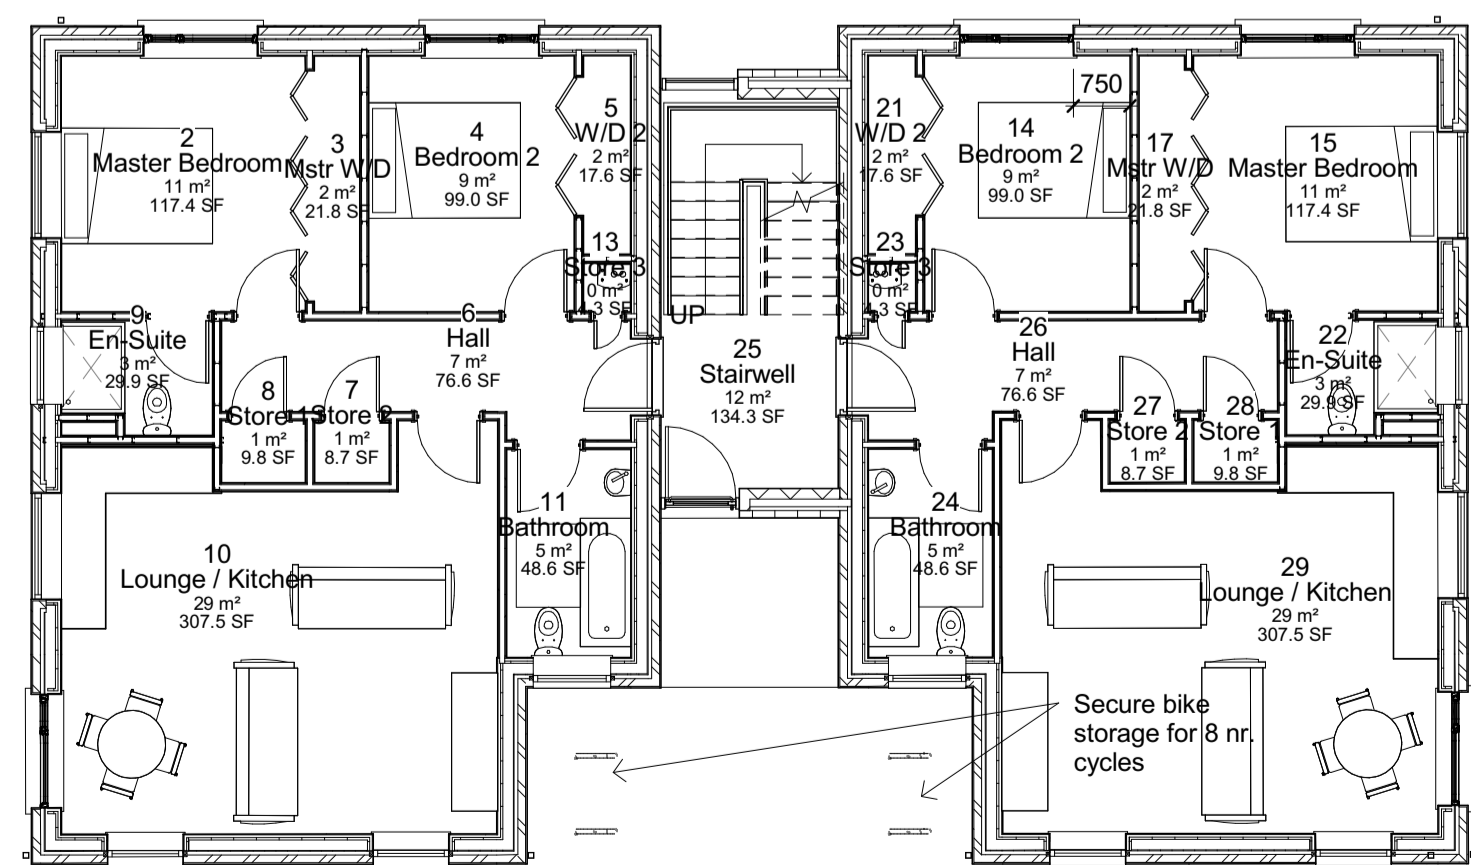 2
Master Bedroom
11 m²
117.4 SF
3
Mstr W/D
2 m²
21.8 SF
4
Bedroom 2
9 m²
99.0 SF
5
W/D 2
2 m²
17.6 SF
21
W/D 2
2 m²
17.6 SF
14
Bedroom 2
9 m²
99.0 SF
750
17
Mstr W/D
2 m²
21.8 SF
15
Master Bedroom
11 m²
117.4 SF
13
Store 3
0 m²
4.3 SF
23
Store 3
0 m²
4.3 SF
9
En-Suite
3 m²
29.9 SF
6
Hall
7 m²
76.6 SF
UP
25
Stairwell
12 m²
134.3 SF
26
Hall
7 m²
76.6 SF
22
En-Suite
3 m²
29.9 SF
8
Store 1
1 m²
9.8 SF
7
Store 2
1 m²
8.7 SF
27
Store 2
1 m²
8.7 SF
28
Store 1
1 m²
9.8 SF
11
Bathroom
5 m²
48.6 SF
24
Bathroom
5 m²
48.6 SF
10
Lounge / Kitchen
29 m²
307.5 SF
29
Lounge / Kitchen
29 m²
307.5 SF
Secure bike
storage for 8 nr.
cycles